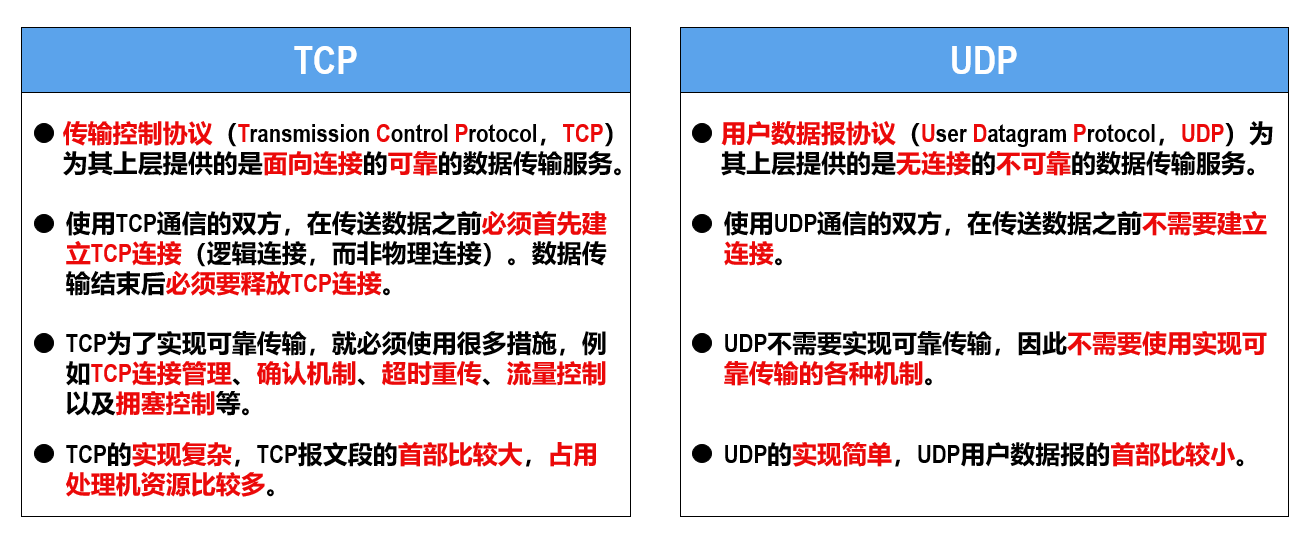 TCP
● 传输控制协议（Transmission Control Protocol，TCP）
为其上层提供的是面向连接的可靠的数据传输服务。
● 使用TCP通信的双方，在传送数据之前必须首先建
立TCP连接（逻辑连接，而非物理连接）。数据传
输结束后必须要释放TCP连接。
● TCP为了实现可靠传输，就必须使用很多措施，例
如TCP连接管理、确认机制、超时重传、流量控制
以及拥塞控制等。
● TCP的实现复杂，TCP报文段的首部比较大，占用
处理机资源比较多。
UDP
● 用户数据报协议（User Datagram Protocol，UDP）为
其上层提供的是无连接的不可靠的数据传输服务。
● 使用UDP通信的双方，在传送数据之前不需要建立
连接。
● UDP不需要实现可靠传输，因此不需要使用实现可
靠传输的各种机制。
● UDP的实现简单，UDP用户数据报的首部比较小。